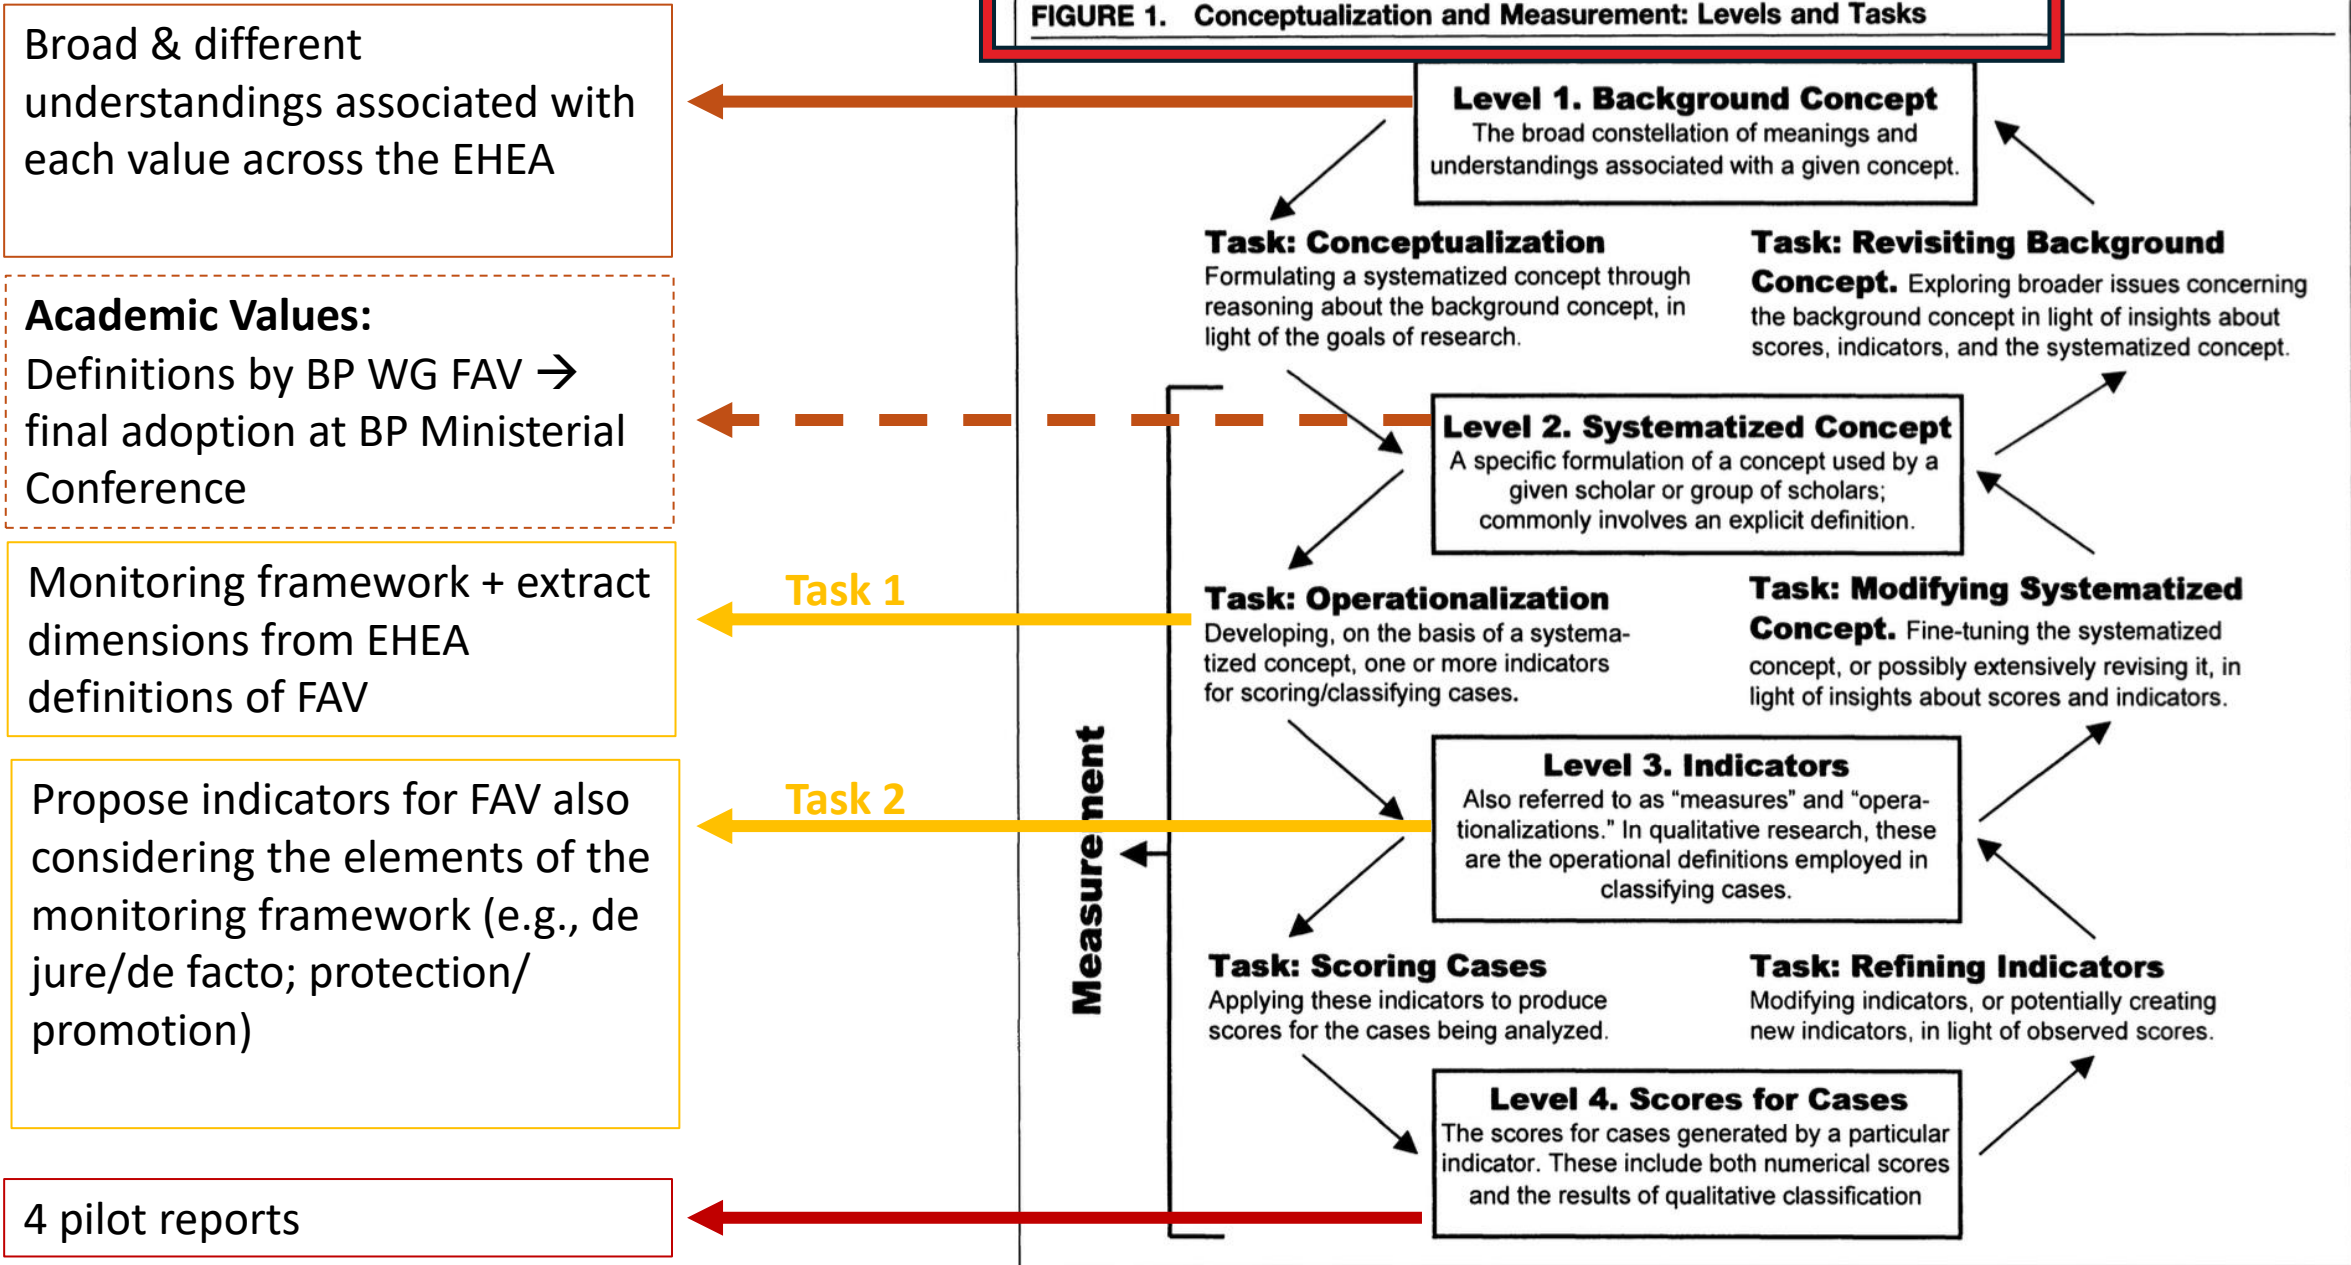 Broad & different
understandings associated with
each value across the EHEA
Academic Values:
Definitions by BP WG FAV →
final adoption at BP Ministerial
Conference
Monitoring framework + extract
dimensions from EHEA
definitions of FAV
Propose indicators for FAV also
considering the elements of the
monitoring framework (e.g., de
jure/de facto; protection/
promotion)
4 pilot reports
Task 1
Task 2
FIGURE 1. Conceptualization and Measurement: Levels and Tasks
Level 1. Background Concept
The broad constellation of meanings and
understandings associated with a given concept.
Task: Conceptualization
Formulating a systematized concept through
reasoning about the background concept, in
light of the goals of research.
Task: Revisiting Background
Concept. Exploring broader issues concerning
the background concept in light of insights about
scores, indicators, and the systematized concept.
Level 2. Systematized Concept
A specific formulation of a concept used by a
given scholar or group of scholars;
commonly involves an explicit definition.
Task: Operationalization
Developing, on the basis of a systema-
tized concept, one or more indicators
for scoring/classifying cases.
Task: Modifying Systematized
Concept. Fine-tuning the systematized
concept, or possibly extensively revising it, in
light of insights about scores and indicators.
Measurement
Level 3. Indicators
Also referred to as “measures” and “opera-
tionalizations.” In qualitative research, these
are the operational definitions employed in
classifying cases.
Task: Scoring Cases
Applying these indicators to produce
scores for the cases being analyzed.
Task: Refining Indicators
Modifying indicators, or potentially creating
new indicators, in light of observed scores.
Level 4. Scores for Cases
The scores for cases generated by a particular
indicator. These include both numerical scores
and the results of qualitative classification